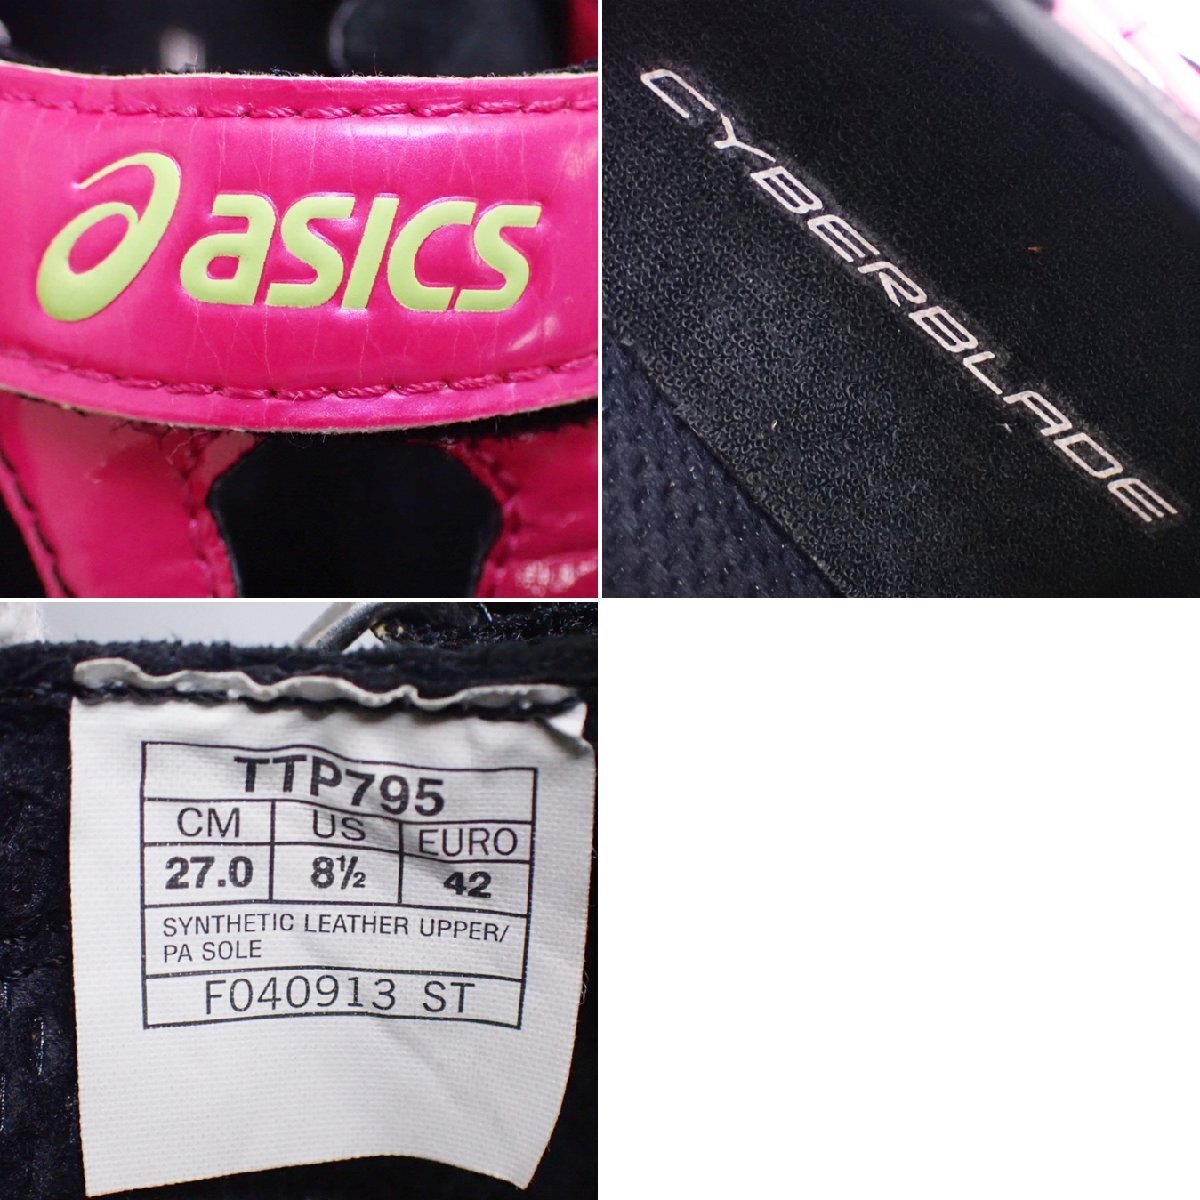 asics
CYBERBLADE
TTP795
CM US EURO
27.0 8½ 42
SYNTHETIC LEATHER UPPER/
PA SOLE
F040913 ST